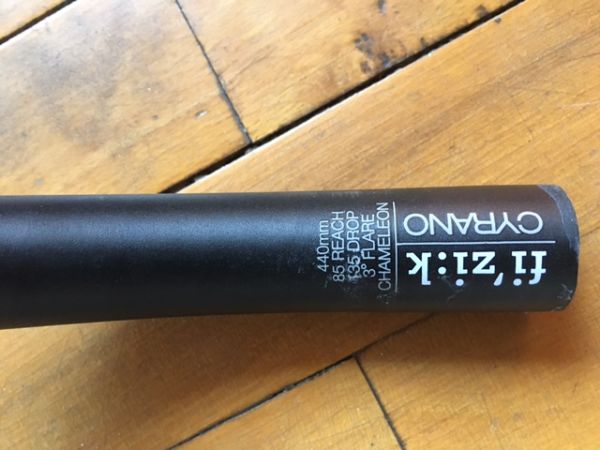 fi'zi:k
CYRANO
440mm
85 REACH
135 DROP
3° FLARE
CHAMELEON